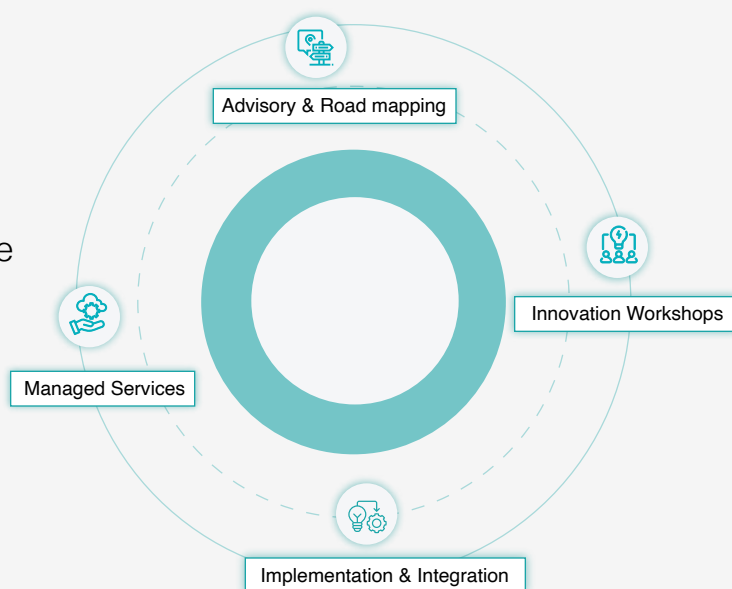 Advisory & Road mapping
e
Innovation Workshops
Managed Services
Implementation & Integration